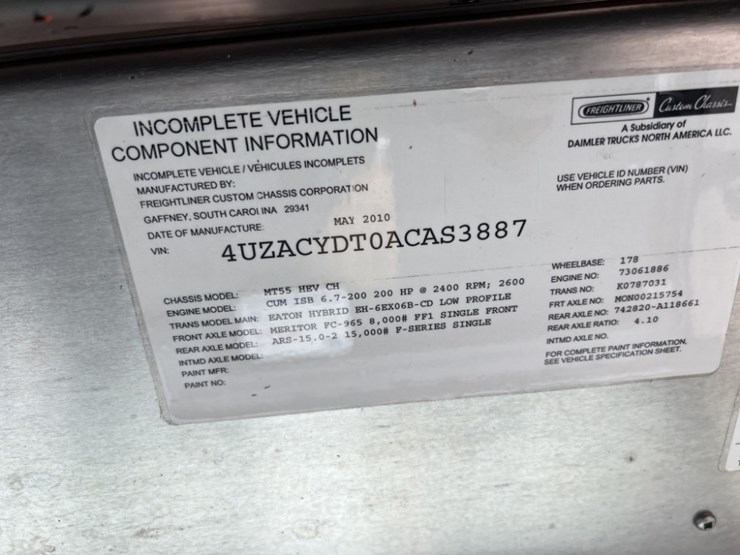 INCOMPLETE VEHICLE
COMPONENT INFORMATION
INCOMPLETE VEHICLE / VÉHICULES INCOMPLETS
MANUFACTURED BY:
FREIGHTLINER CUSTOM CHASSIS CORPORATION
GAFFNEY, SOUTH CAROLINA 29341
DATE OF MANUFACTURE: MAY 2010
VIN: 4UZACYDT0ACAS3887
FREIGHTLINER Custom Chassis
A Subsidiary of
DAIMLER TRUCKS NORTH AMERICA LLC.
USE VEHICLE ID NUMBER (VIN)
WHEN ORDERING PARTS.
CHASSIS MODEL: MT55 HEV CH
ENGINE MODEL: CUM ISB 6.7-200 200 HP @ 2400 RPM; 2600
TRANS MODEL MAIN: EATON HYBRID EH-6EX06B-CD LOW PROFILE
FRONT AXLE MODEL: MERITOR FC-965 8,000# FF1 SINGLE FRONT
REAR AXLE MODEL: ARS-15.0-2 15,000# F-SERIES SINGLE
INTMD AXLE MODEL:
PAINT MFR:
PAINT NO:
WHEELBASE: 178
ENGINE NO: 73061886
TRANS NO: K0787031
FRT AXLE NO: MON00215754
REAR AXLE NO: 742820-A118661
REAR AXLE RATIO: 4.10
INTMD AXLE NO.
FOR COMPLETE PAINT INFORMATION,
SEE VEHICLE SPECIFICATION SHEET.